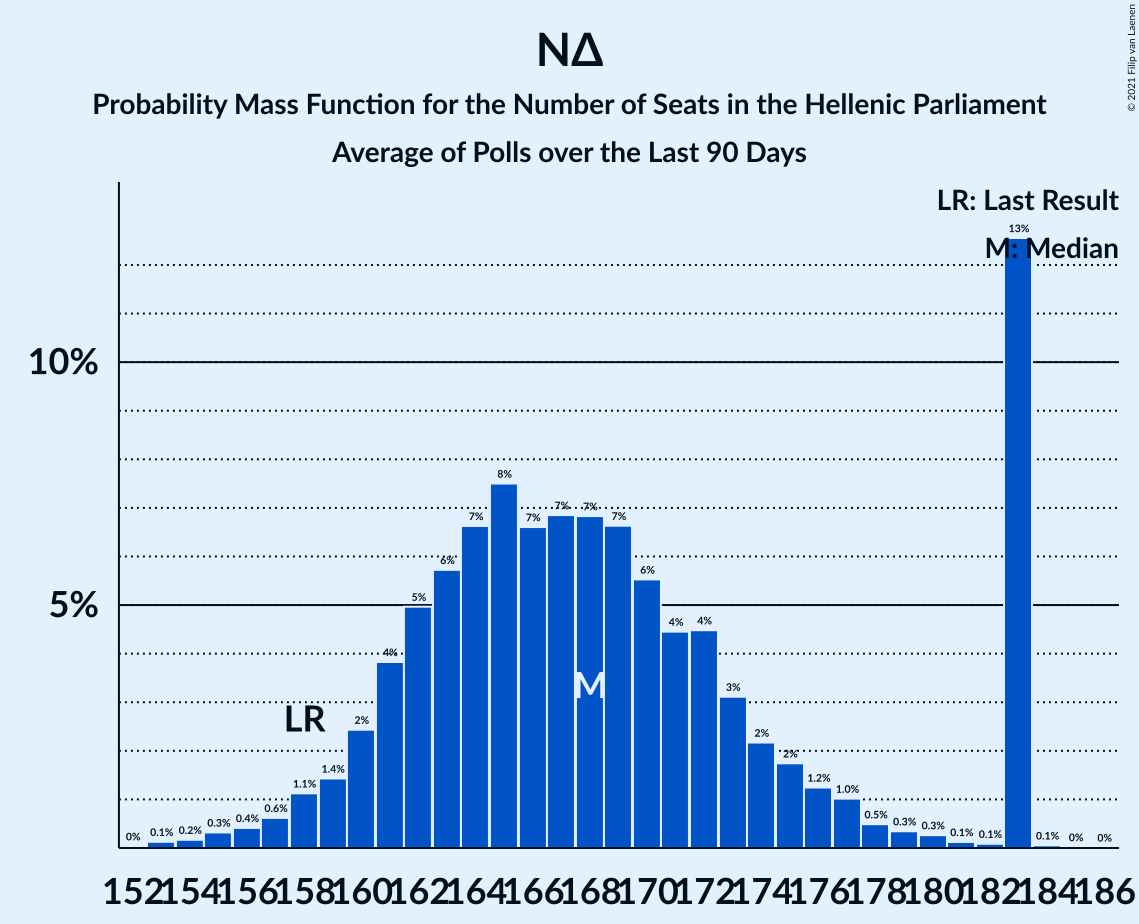 © 2021 Filip van Laenen
ΝΔ
Probability Mass Function for the Number of Seats in the Hellenic Parliament
Average of Polls over the Last 90 Days
LR: Last Result
M: Median
10%
5%
0% 0.1% 0.2% 0.3% 0.4% 0.6% 1.1% 1.4% 2% 4% 5% 6% 7% 8% 7% 7% 7% 7% 6% 4% 4% 3% 2% 2% 1.2% 1.0% 0.5% 0.3% 0.3% 0.1% 0.1% 13% 0.1% 0% 0%
LR
M
152 154 156 158 160 162 164 166 168 170 172 174 176 178 180 182 184 186